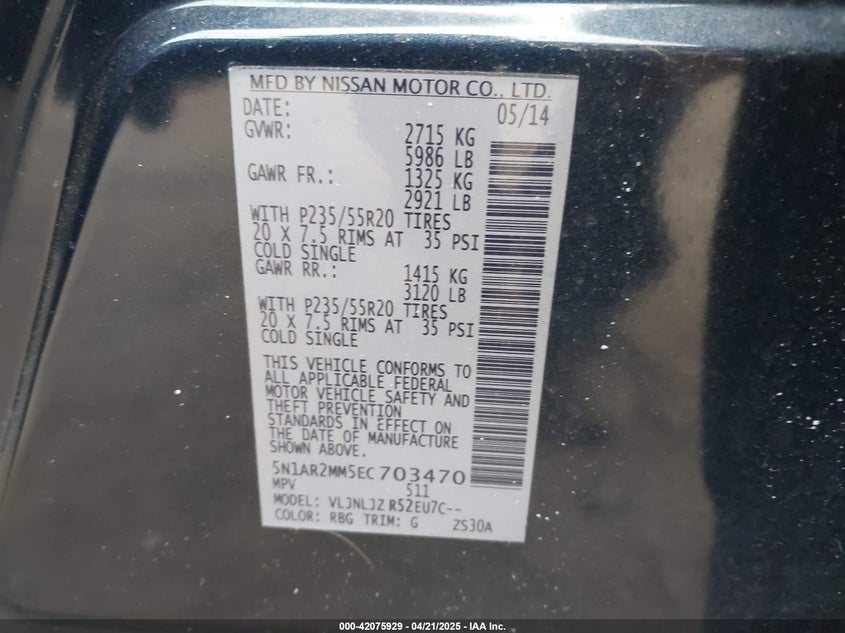 MFD BY NISSAN MOTOR CO., LTD.
DATE: 05/14
GVWR: 2715 KG
5986 LB
GAWR FR.: 1325 KG
2921 LB
WITH P235/55R20 TIRES
20 X 7.5 RIMS AT 35 PSI
COLD SINGLE
GAWR RR.: 1415 KG
3120 LB
WITH P235/55R20 TIRES
20 X 7.5 RIMS AT 35 PSI
COLD SINGLE
THIS VEHICLE CONFORMS TO
ALL APPLICABLE FEDERAL
MOTOR VEHICLE SAFETY AND
THEFT PREVENTION
STANDARDS IN EFFECT ON
THE DATE OF MANUFACTURE
SHOWN ABOVE.
5N1AR2MM5EC703470
MPV 511
MODEL: VLJNLJZ R52EU7C--
COLOR: RBG TRIM: G ZS30A
000-42075929 - 04/21/2025 - IAA Inc.